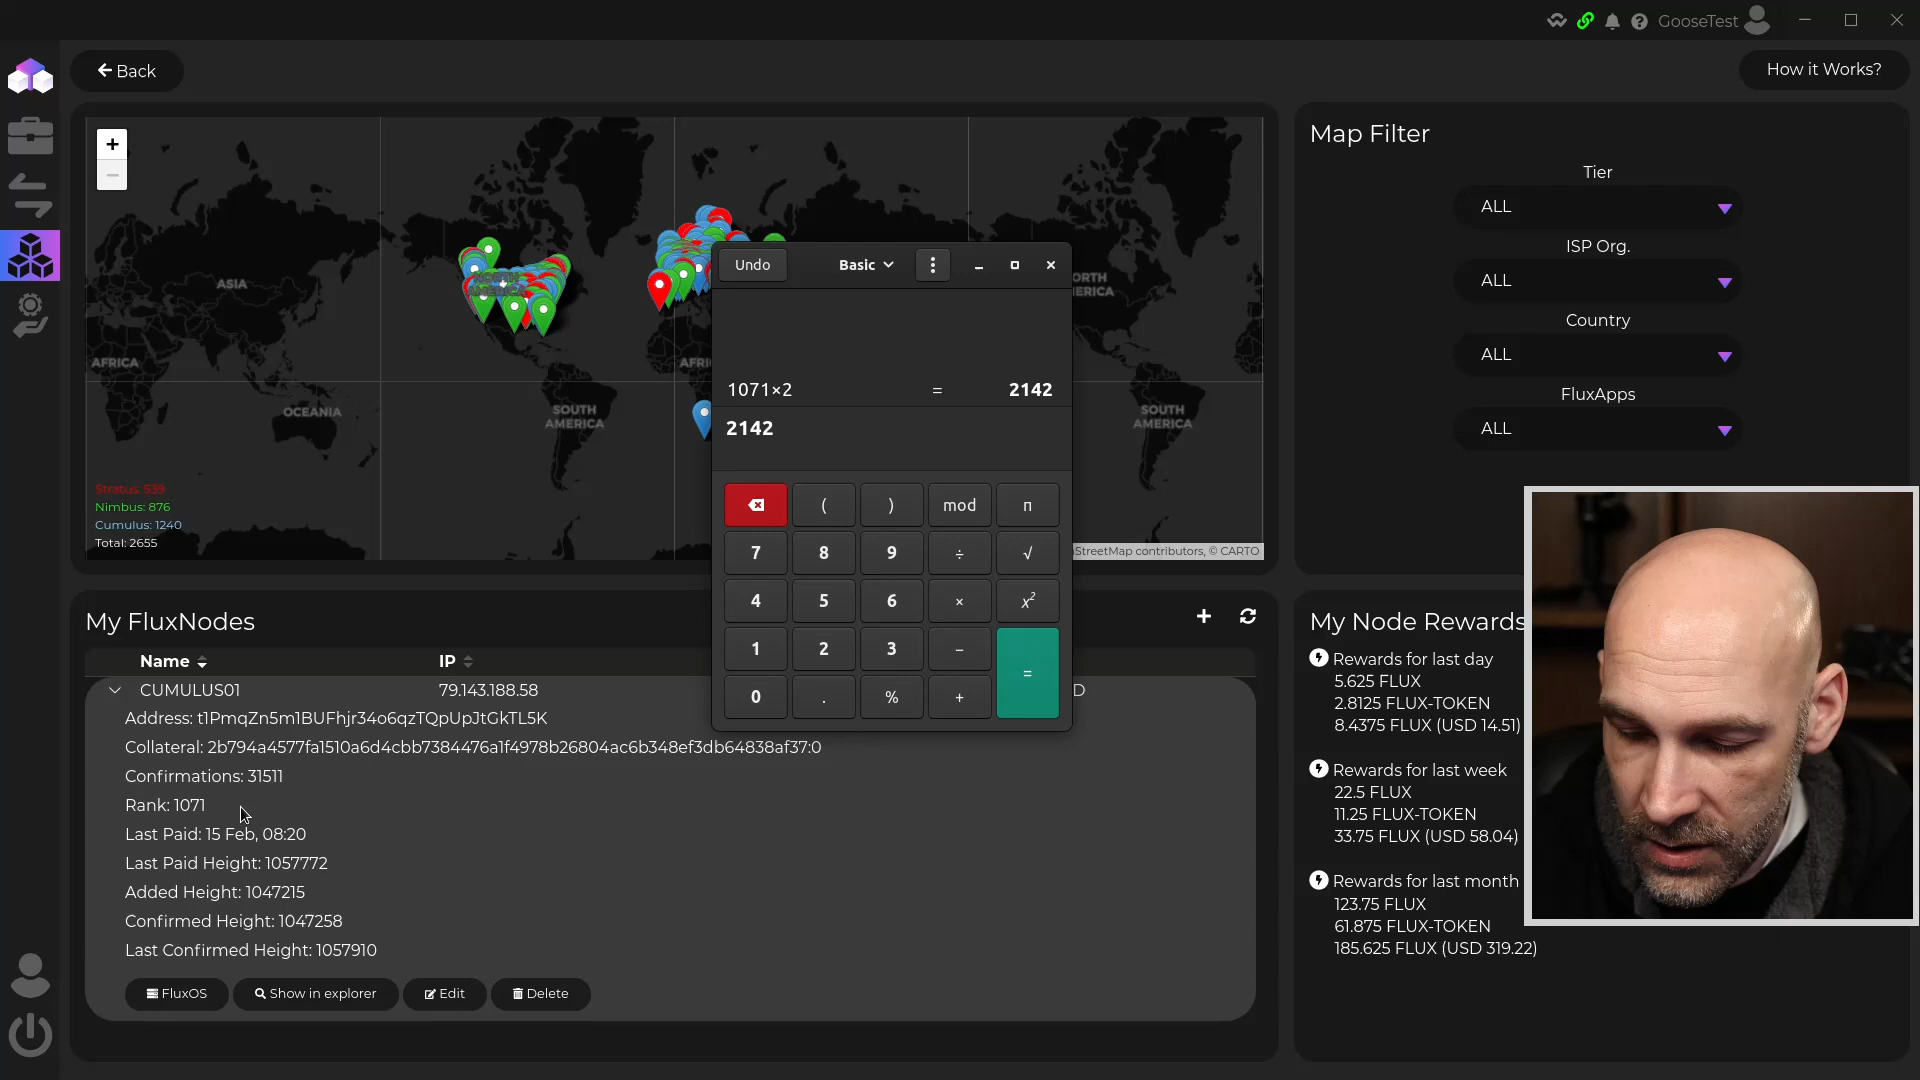 GooseTest
Back
How it Works?
+
−
ASIA
NORTH
AMERICA
ORTH
ERICA
AFRICA
AFRI
OCEANIA
SOUTH
AMERICA
SOUTH
AMERICA
Stratus: 539
Nimbus: 876
Cumulus: 1240
Total: 2655
StreetMap contributors, © CARTO
Map Filter
Tier
ALL
ISP Org.
ALL
Country
ALL
FluxApps
ALL
Undo
Basic
1071×2 = 2142
2142
( ) mod π
7 8 9 ÷ √
4 5 6 × x²
1 2 3 −
=
0 . % +
My FluxNodes
Name IP
CUMULUS01 79.143.188.58 D
Address: t1PmqZn5m1BUFhjr34o6qzTQpUpJtGkTL5K
Collateral: 2b794a4577fa1510a6d4cbb7384476a1f4978b26804ac6b348ef3db64838af37:0
Confirmations: 31511
Rank: 1071
Last Paid: 15 Feb, 08:20
Last Paid Height: 1057772
Added Height: 1047215
Confirmed Height: 1047258
Last Confirmed Height: 1057910
FluxOS Show in explorer Edit Delete
My Node Rewards
Rewards for last day
5.625 FLUX
2.8125 FLUX-TOKEN
8.4375 FLUX (USD 14.51)
Rewards for last week
22.5 FLUX
11.25 FLUX-TOKEN
33.75 FLUX (USD 58.04)
Rewards for last month
123.75 FLUX
61.875 FLUX-TOKEN
185.625 FLUX (USD 319.22)